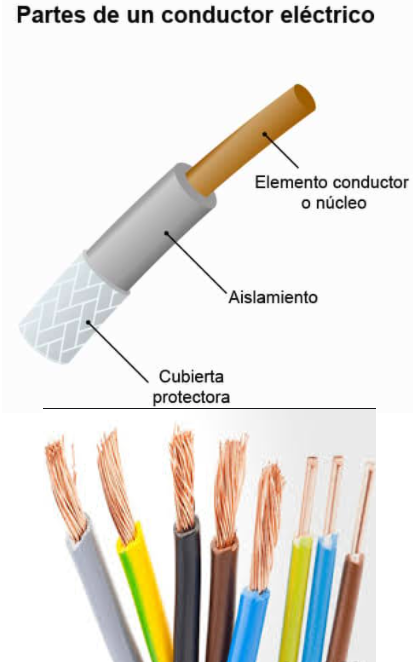 Partes de un conductor eléctrico
Elemento conductor
o núcleo
Aislamiento
Cubierta
protectora